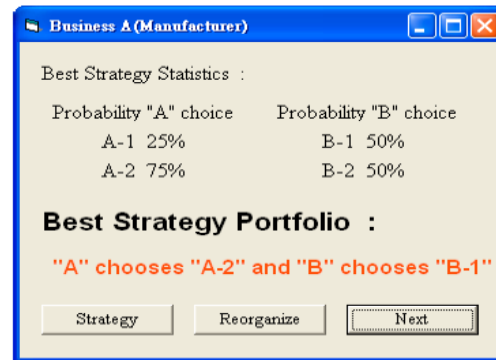 Business A (Manufacturer)
Best Strategy Statistics :
Probability "A" choice Probability "B" choice
A-1 25% B-1 50%
A-2 75% B-2 50%
Best Strategy Portfolio :
"A" chooses "A-2" and "B" chooses "B-1"
Strategy Reorganize Next